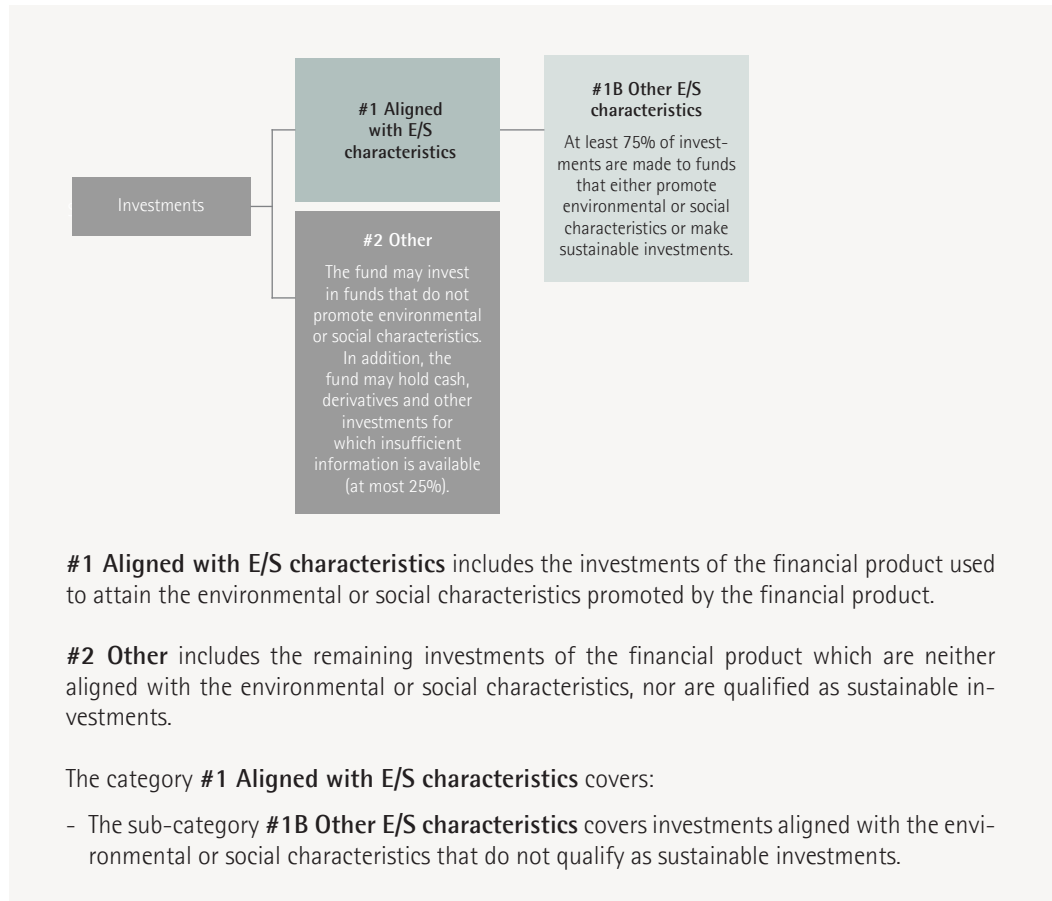 Investments
#1 Aligned
with E/S
characteristics
#1B Other E/S
characteristics
At least 75% of invest-
ments are made to funds
that either promote
environmental or social
characteristics or make
sustainable investments.
#2 Other
The fund may invest
in funds that do not
promote environmental
or social characteristics.
In addition, the
fund may hold cash,
derivatives and other
investments for
which insufficient
information is available
(at most 25%).
#1 Aligned with E/S characteristics includes the investments of the financial product used
to attain the environmental or social characteristics promoted by the financial product.
#2 Other includes the remaining investments of the financial product which are neither
aligned with the environmental or social characteristics, nor are qualified as sustainable in-
vestments.
The category #1 Aligned with E/S characteristics covers:
- The sub-category #1B Other E/S characteristics covers investments aligned with the envi-
ronmental or social characteristics that do not qualify as sustainable investments.